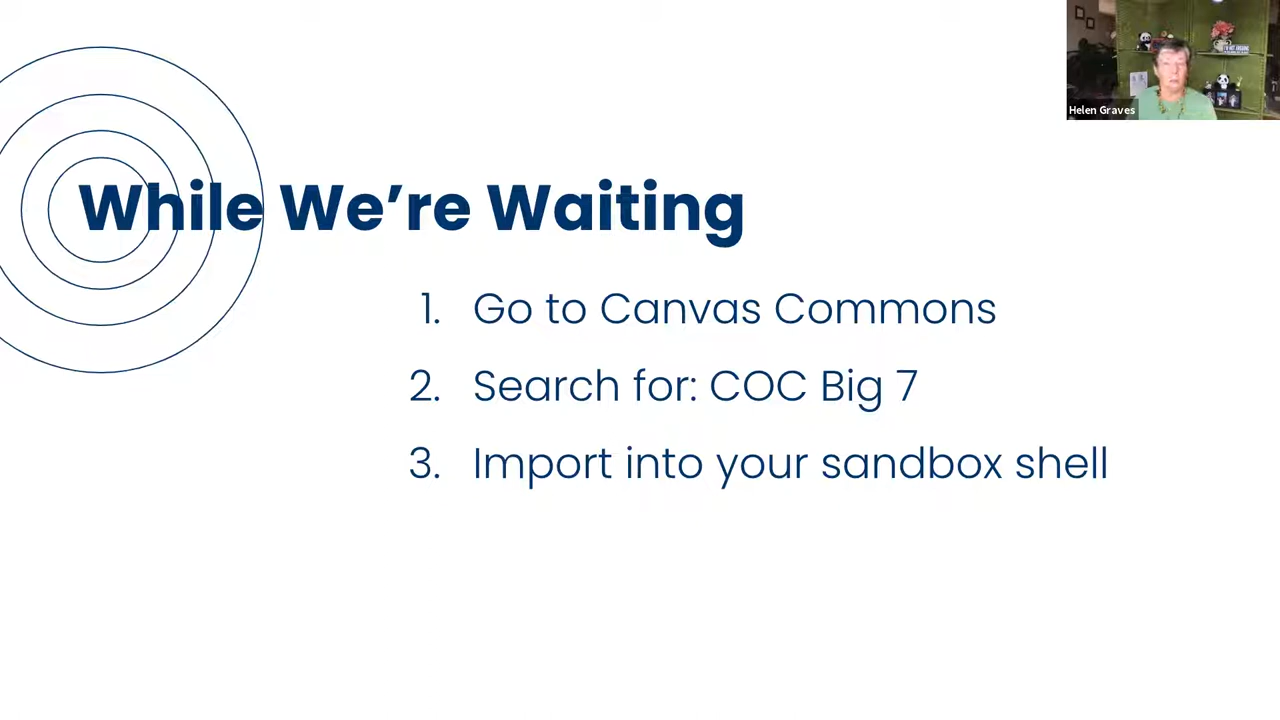 Helen Graves
While We’re Waiting
1. Go to Canvas Commons
2. Search for: COC Big 7
3. Import into your sandbox shell